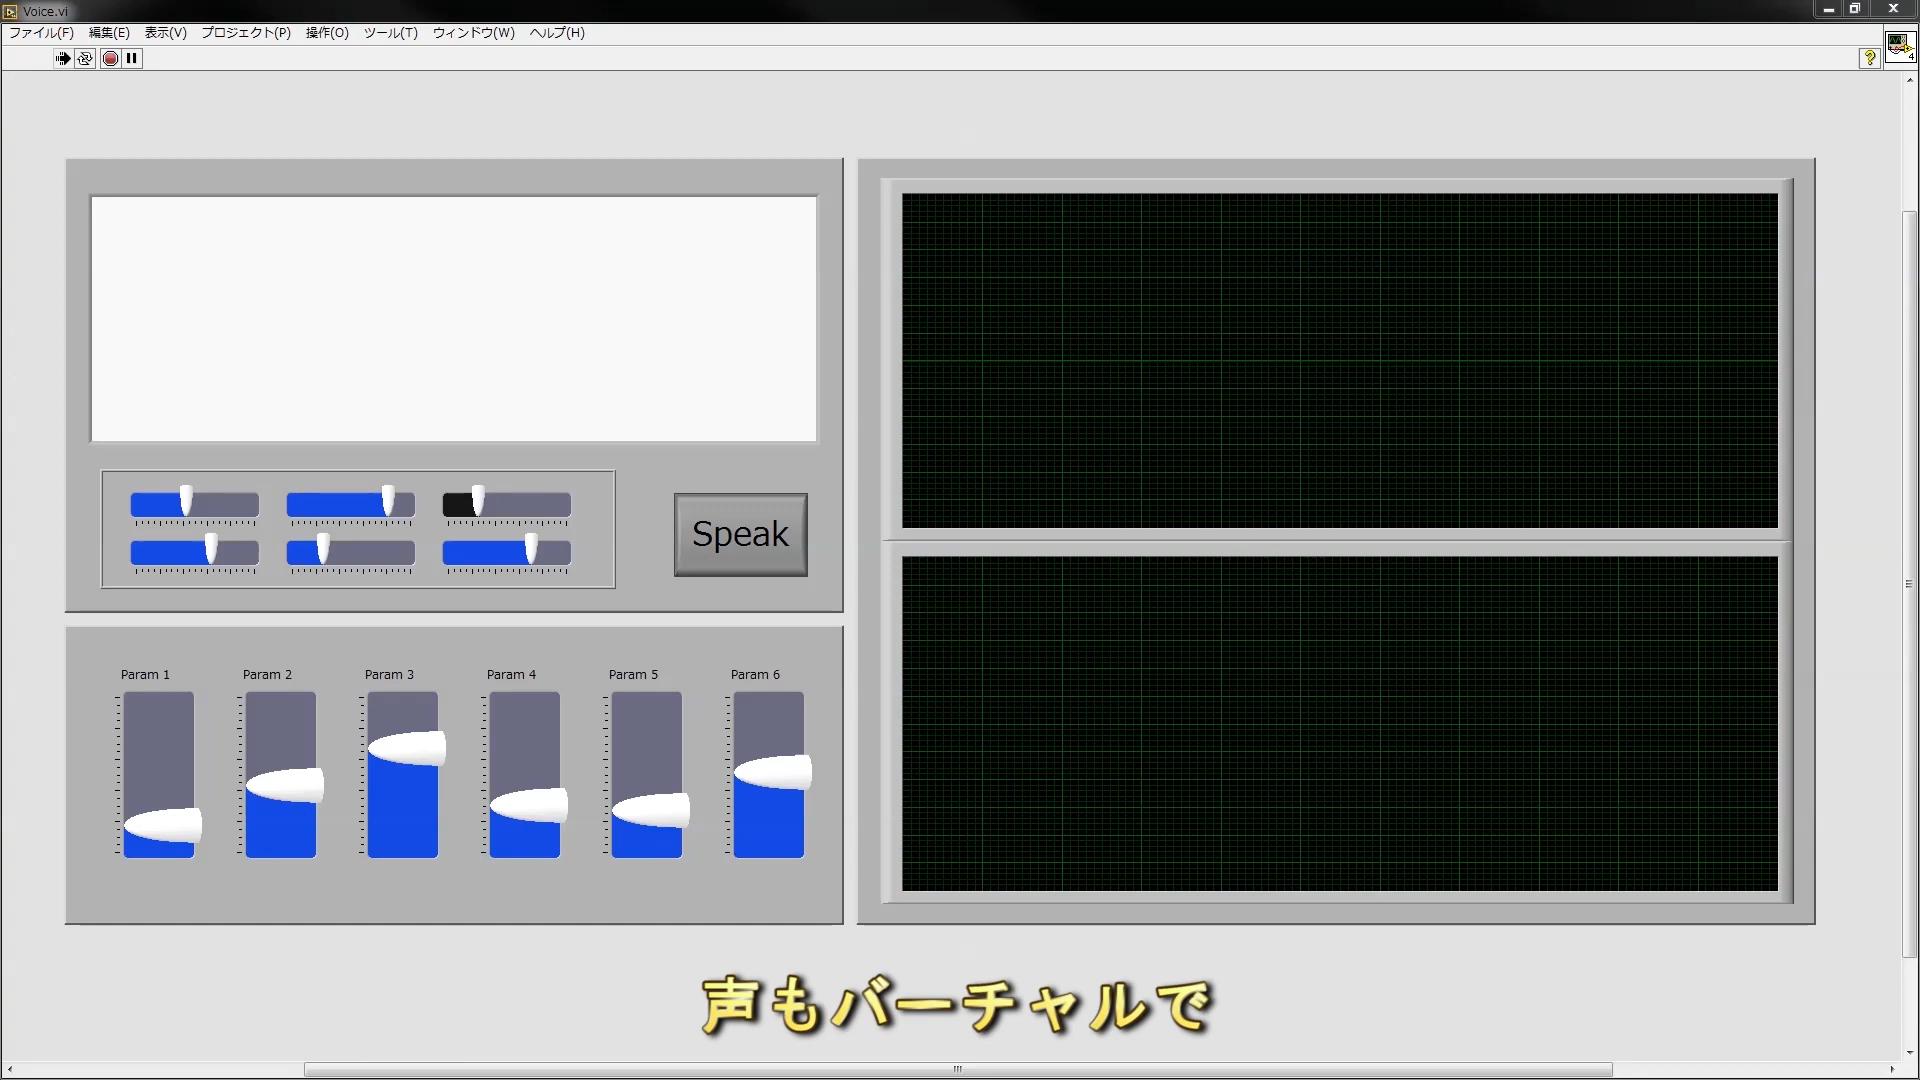 Voice.vi
ファイル(F) 編集(E) 表示(V) プロジェクト(P) 操作(O) ツール(T) ウィンドウ(W) ヘルプ(H)
?
4
Speak
Param 1 Param 2 Param 3 Param 4 Param 5 Param 6
声もバーチャルで